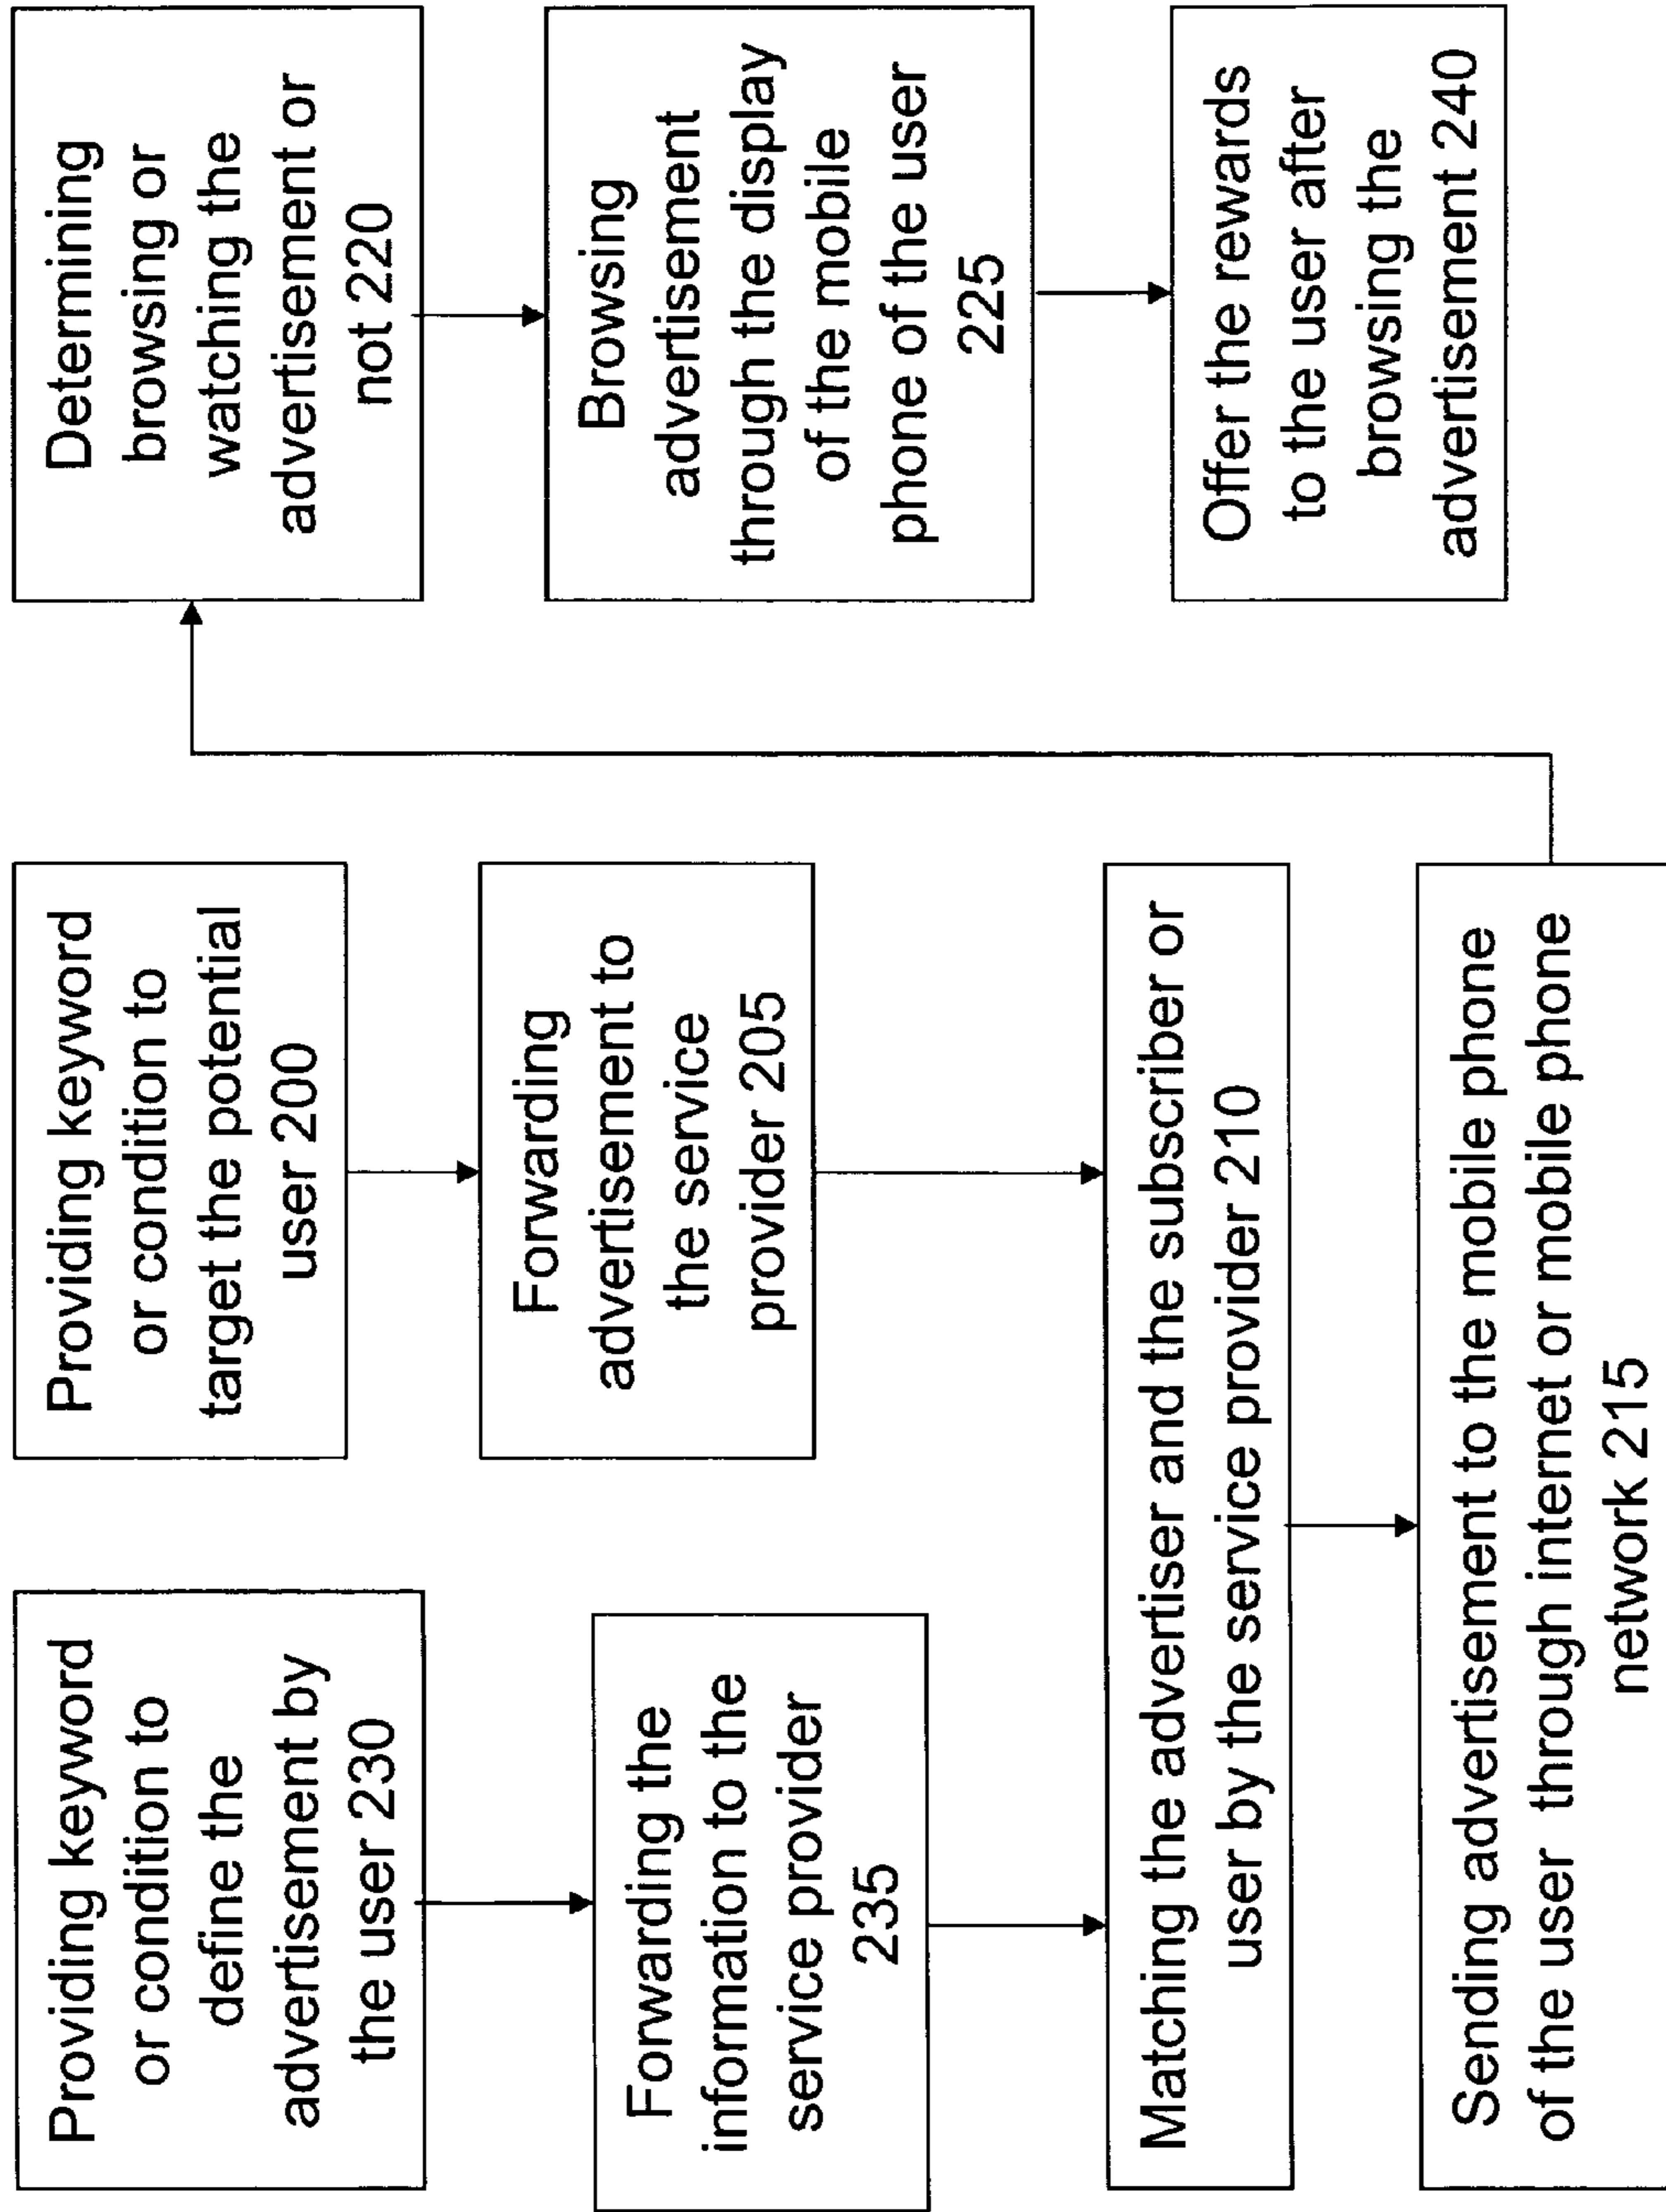 Providing keyword
or condition to
define the
advertisement by
the user 230
Forwarding the
information to the
service provider
235
Providing keyword
or condition to
target the potential
user 200
Forwarding
advertisement to
the service
provider 205
Matching the advertiser and the subscriber or
user by the service provider 210
Sending advertisement to the mobile phone
of the user through internet or mobile phone
network 215
Determining
browsing or
watching the
advertisement or
not 220
Browsing
advertisement
through the display
of the mobile
phone of the user
225
Offer the rewards
to the user after
browsing the
advertisement 240